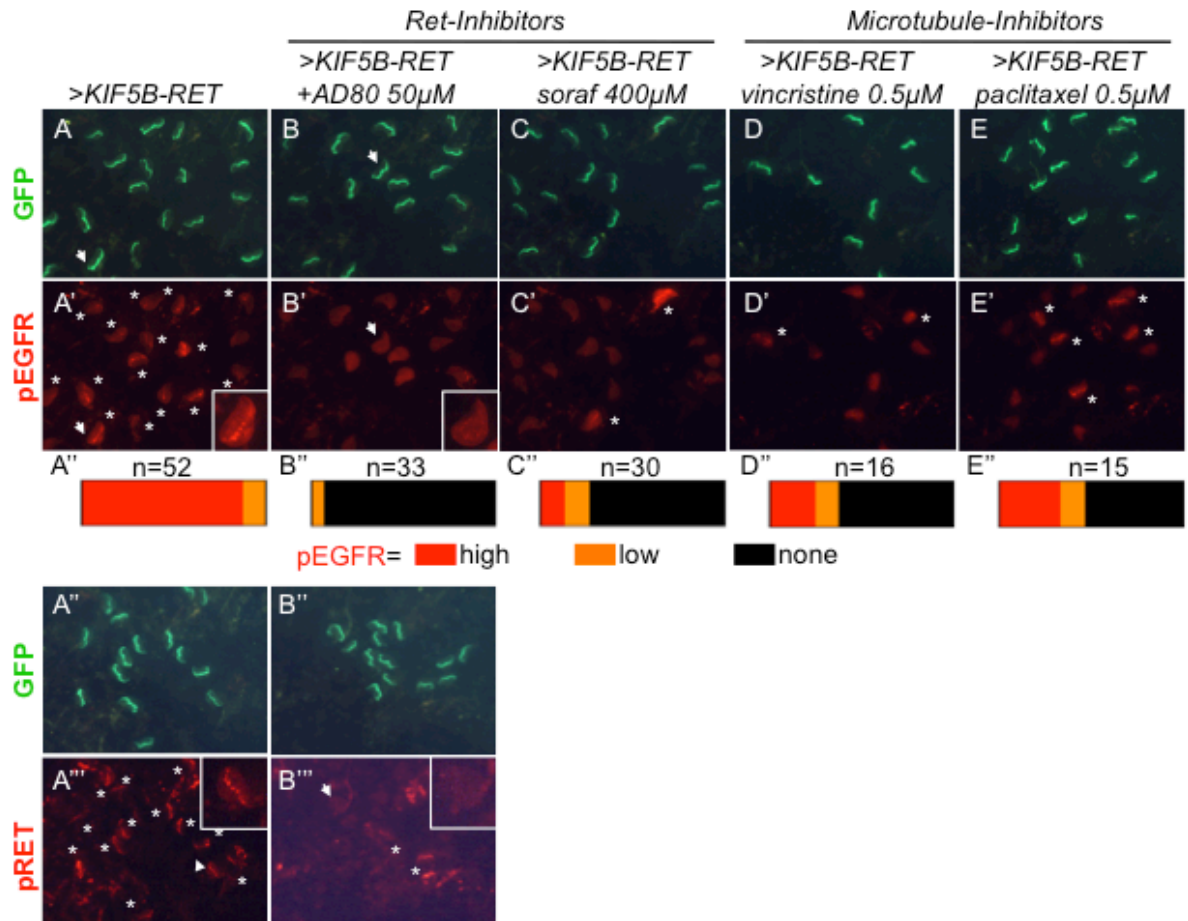 Ret-Inhibitors
Microtubule-Inhibitors
>KIF5B-RET
>KIF5B-RET
+AD80 50µM
>KIF5B-RET
soraf 400µM
>KIF5B-RET
vincristine 0.5µM
>KIF5B-RET
paclitaxel 0.5µM
GFP
A
B
C
D
E
pEGFR
A'
* * * * * * * * * * * * * *
B'
C'
* *
D'
* *
E'
* * * * *
A''
n=52
B''
n=33
C''
n=30
D''
n=16
E''
n=15
pEGFR= high low none
GFP
A''
B''
pRET
A'''
* * * * * * * * * * *
B'''
* *